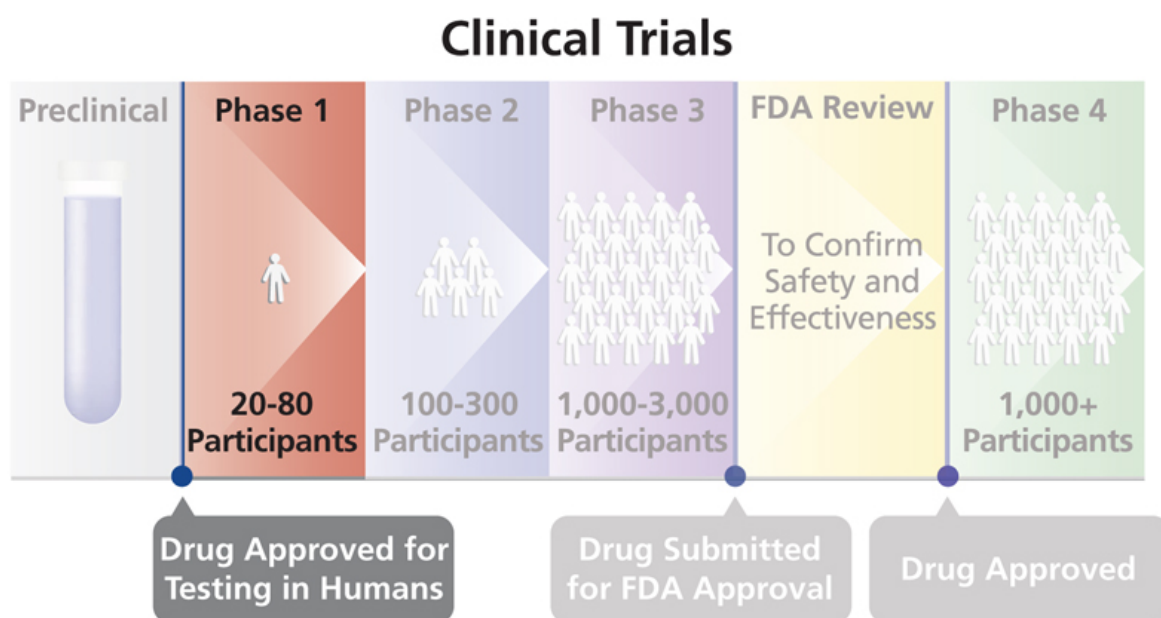 Clinical Trials
Preclinical
Phase 1
20-80
Participants
Phase 2
100-300
Participants
Phase 3
1,000-3,000
Participants
FDA Review
To Confirm
Safety and
Effectiveness
Phase 4
1,000+
Participants
Drug Approved for
Testing in Humans
Drug Submitted
for FDA Approval
Drug Approved